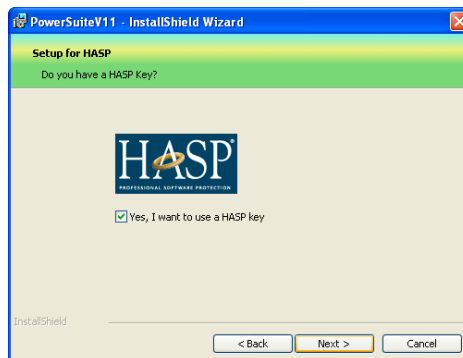 PowerSuiteV11 - InstallShield Wizard
Setup for HASP
Do you have a HASP Key?
HASP®
PROFESSIONAL SOFTWARE PROTECTION
Yes, I want to use a HASP key
InstallShield
< Back Next > Cancel